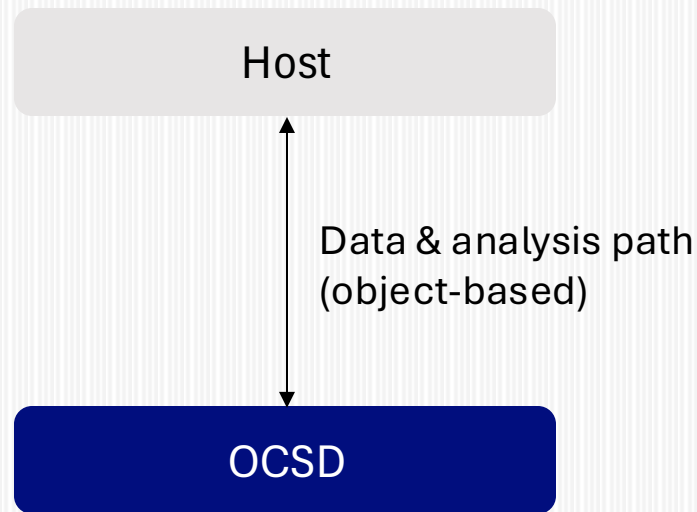 Host
Data & analysis path
(object-based)
OCSD